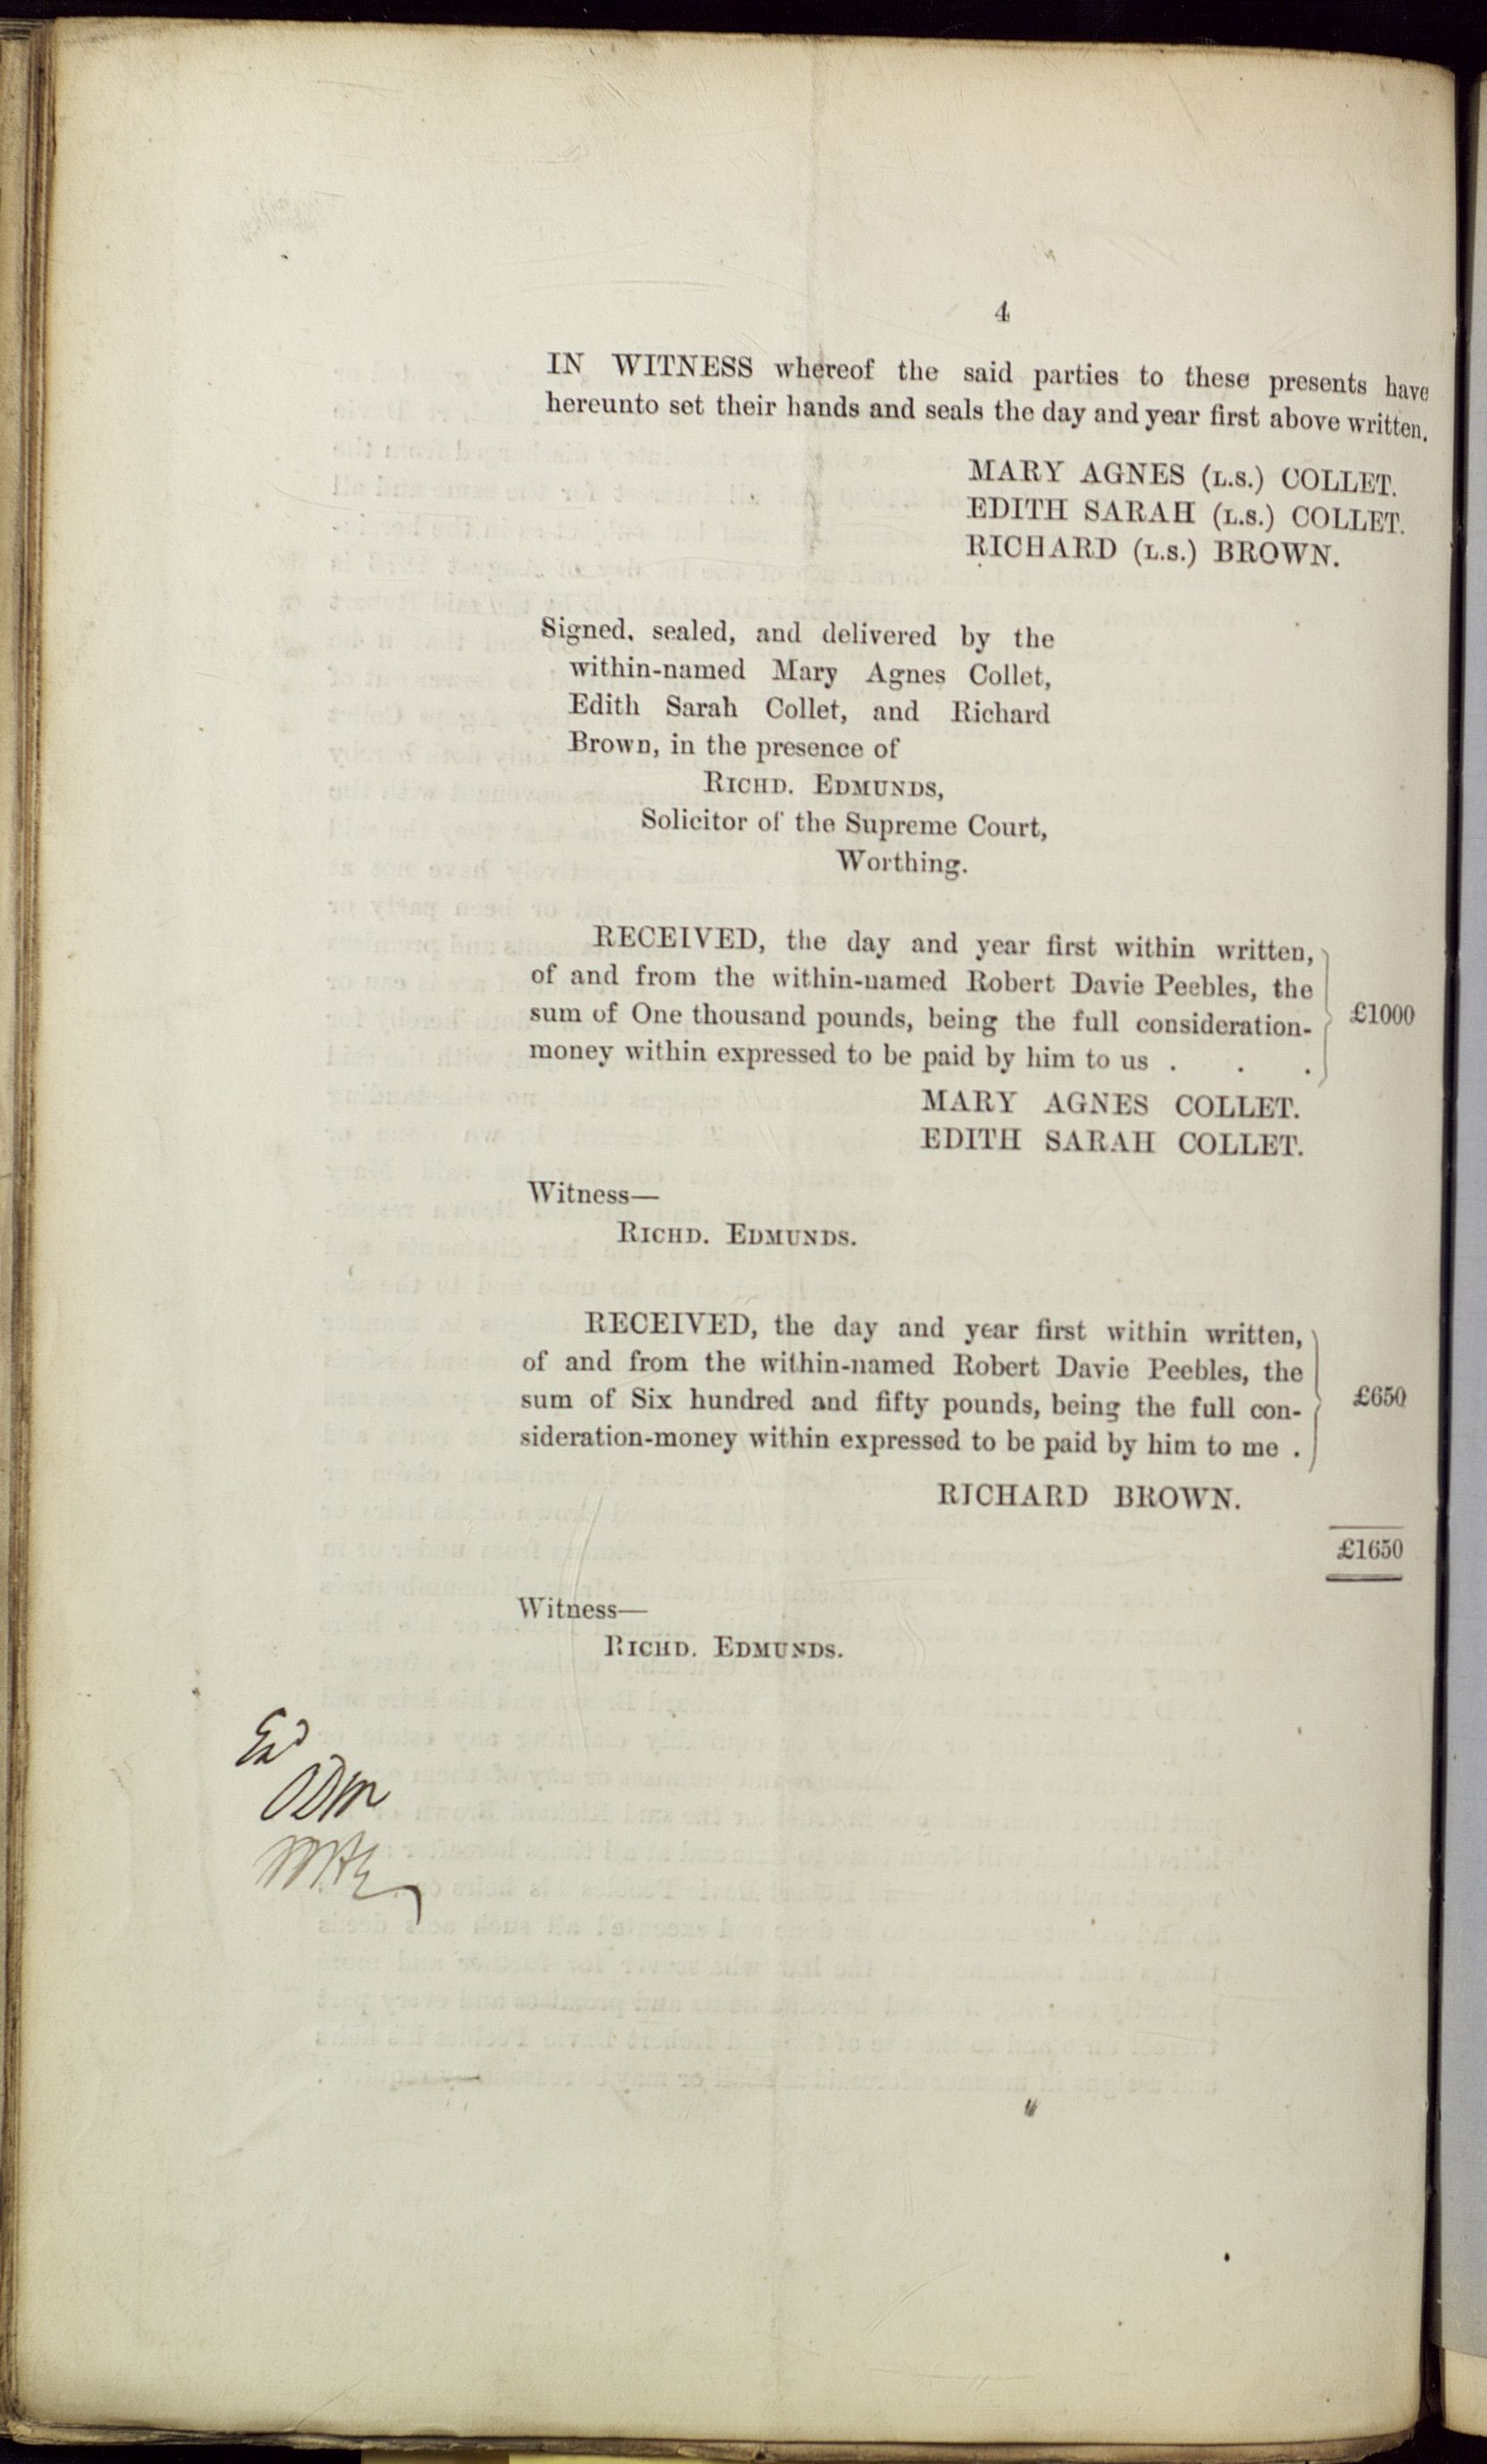 4
IN WITNESS whereof the said parties to these presents have
hereunto set their hands and seals the day and year first above written.
MARY AGNES (L.S.) COLLET.
EDITH SARAH (L.S.) COLLET.
RICHARD (L.S.) BROWN.
Signed, sealed, and delivered by the
within-named Mary Agnes Collet,
Edith Sarah Collet, and Richard
Brown, in the presence of
RICHD. EDMUNDS,
Solicitor of the Supreme Court,
Worthing.
RECEIVED, the day and year first within written,
of and from the within-named Robert Davie Peebles, the
sum of One thousand pounds, being the full consideration-
money within expressed to be paid by him to us . . .
£1000
MARY AGNES COLLET.
EDITH SARAH COLLET.
Witness—
RICHD. EDMUNDS.
RECEIVED, the day and year first within written,
of and from the within-named Robert Davie Peebles, the
sum of Six hundred and fifty pounds, being the full con-
sideration-money within expressed to be paid by him to me .
£650
RICHARD BROWN.
£1650
Witness—
RICHD. EDMUNDS.
Exd